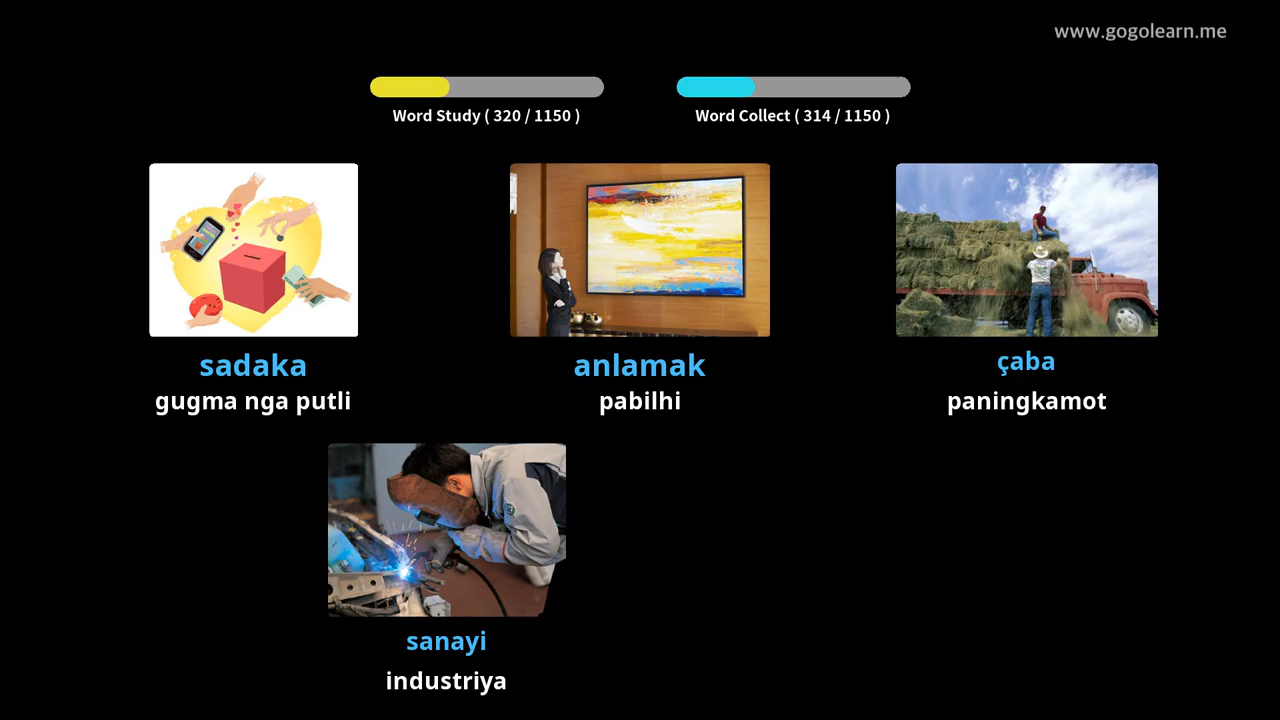 www.gogolearn.me
Word Study ( 320 / 1150 )
Word Collect ( 314 / 1150 )
sadaka
gugma nga putli
anlamak
pabilhi
çaba
paningkamot
sanayi
industriya